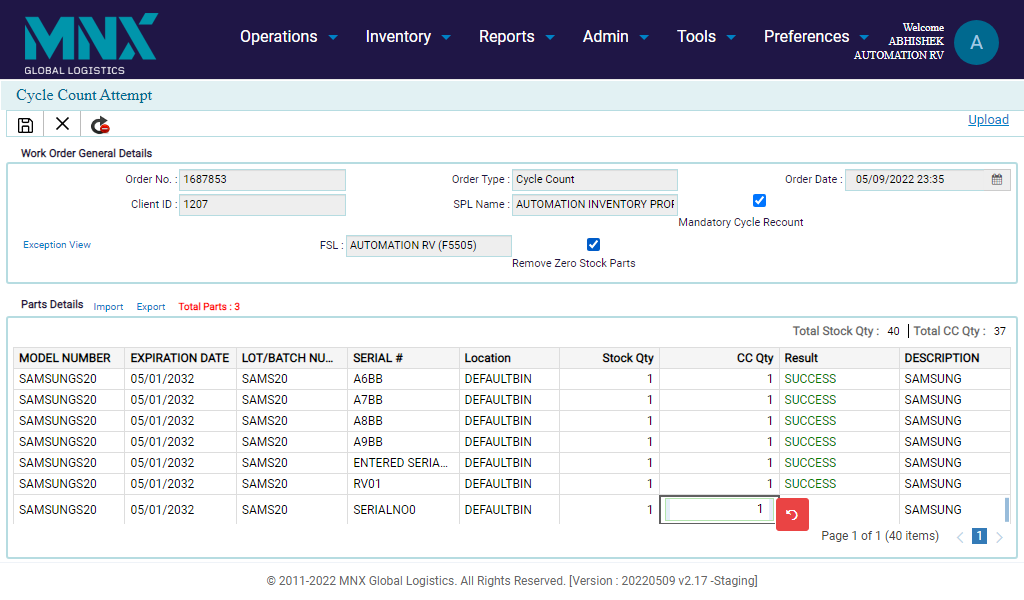 MNX
GLOBAL LOGISTICS
Operations Inventory Reports Admin Tools Preferences
Welcome
ABHISHEK
AUTOMATION RV
A
Cycle Count Attempt
Upload
Work Order General Details
Order No. : 1687853 Order Type : Cycle Count Order Date : 05/09/2022 23:35
Client ID : 1207 SPL Name : AUTOMATION INVENTORY PROF
Mandatory Cycle Recount
Exception View FSL : AUTOMATION RV (F5505)
Remove Zero Stock Parts
Parts Details Import Export Total Parts : 3
Total Stock Qty : 40 | Total CC Qty : 37
MODEL NUMBER EXPIRATION DATE LOT/BATCH NU... SERIAL # Location Stock Qty CC Qty Result DESCRIPTION
SAMSUNGS20 05/01/2032 SAMS20 A6BB DEFAULTBIN 1 1 SUCCESS SAMSUNG
SAMSUNGS20 05/01/2032 SAMS20 A7BB DEFAULTBIN 1 1 SUCCESS SAMSUNG
SAMSUNGS20 05/01/2032 SAMS20 A8BB DEFAULTBIN 1 1 SUCCESS SAMSUNG
SAMSUNGS20 05/01/2032 SAMS20 A9BB DEFAULTBIN 1 1 SUCCESS SAMSUNG
SAMSUNGS20 05/01/2032 SAMS20 ENTERED SERIA... DEFAULTBIN 1 1 SUCCESS SAMSUNG
SAMSUNGS20 05/01/2032 SAMS20 RV01 DEFAULTBIN 1 1 SUCCESS SAMSUNG
SAMSUNGS20 05/01/2032 SAMS20 SERIALNO0 DEFAULTBIN 1 1 SAMSUNG
Page 1 of 1 (40 items) 1
© 2011-2022 MNX Global Logistics. All Rights Reserved. [Version : 20220509 v2.17 -Staging]